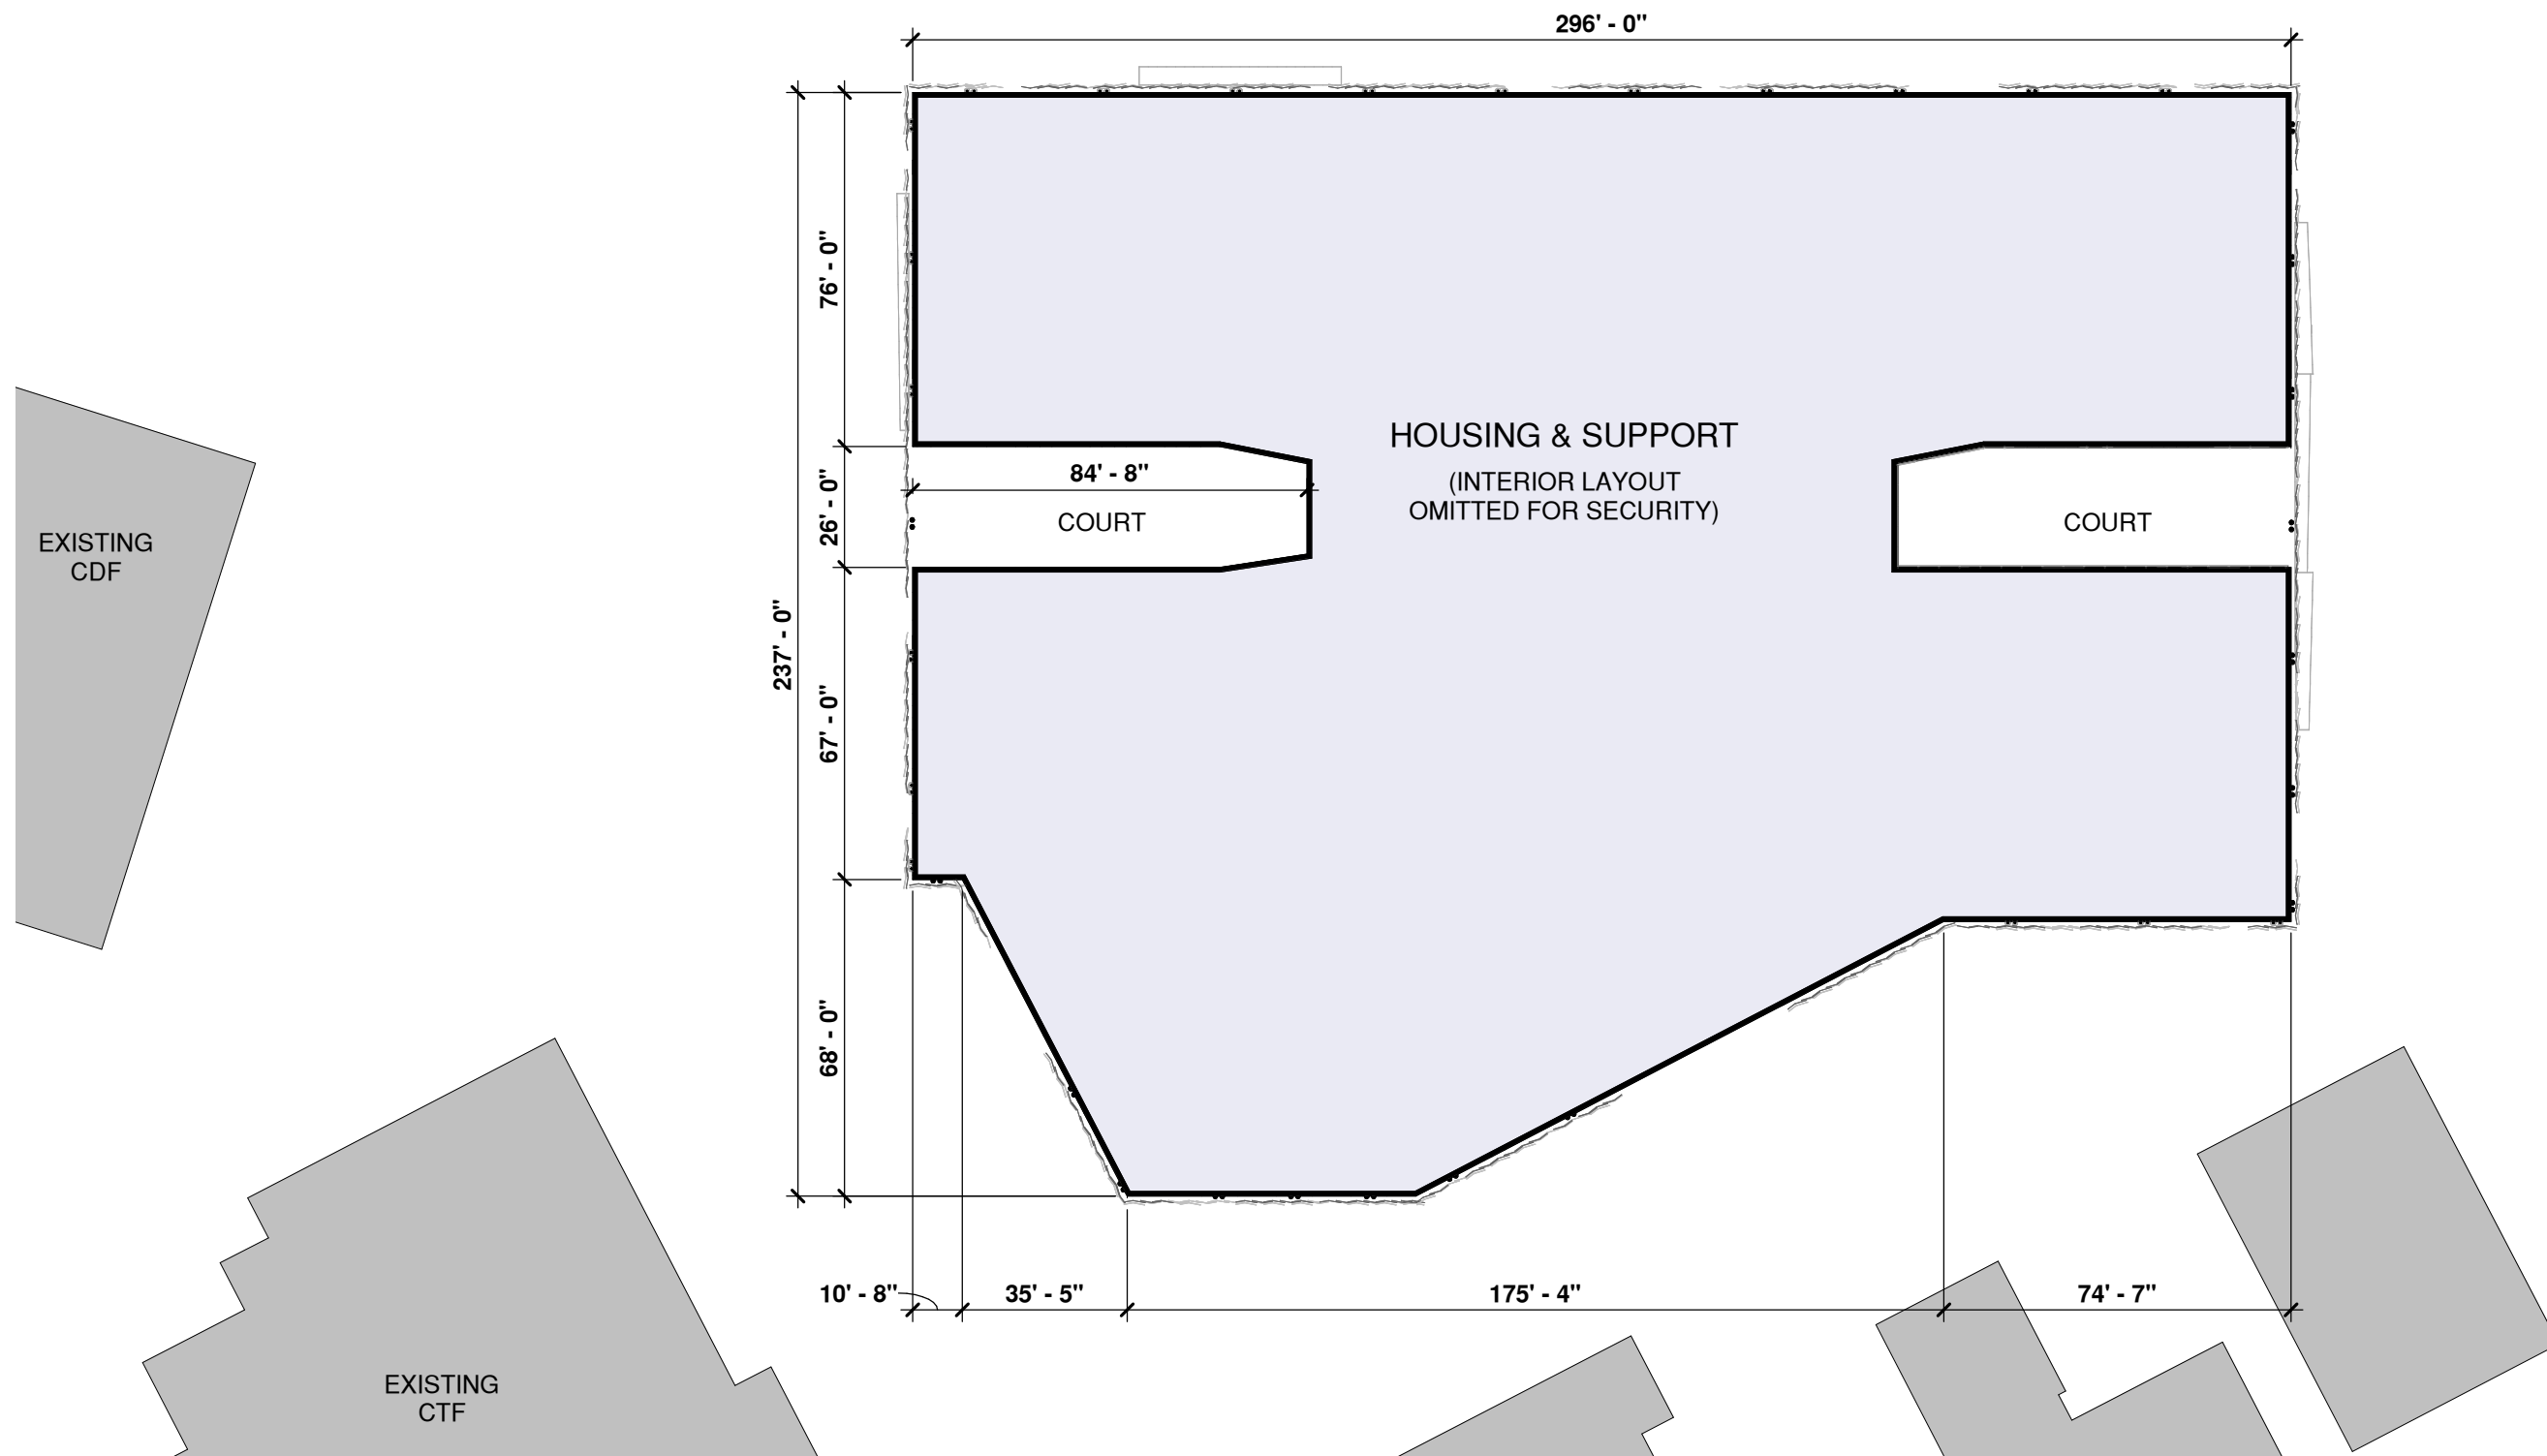 296' - 0"
76' - 0"
HOUSING & SUPPORT
(INTERIOR LAYOUT
OMITTED FOR SECURITY)
84' - 8"
26' - 0"
COURT
COURT
EXISTING
CDF
237' - 0"
67' - 0"
68' - 0"
10' - 8"
35' - 5"
175' - 4"
74' - 7"
EXISTING
CTF